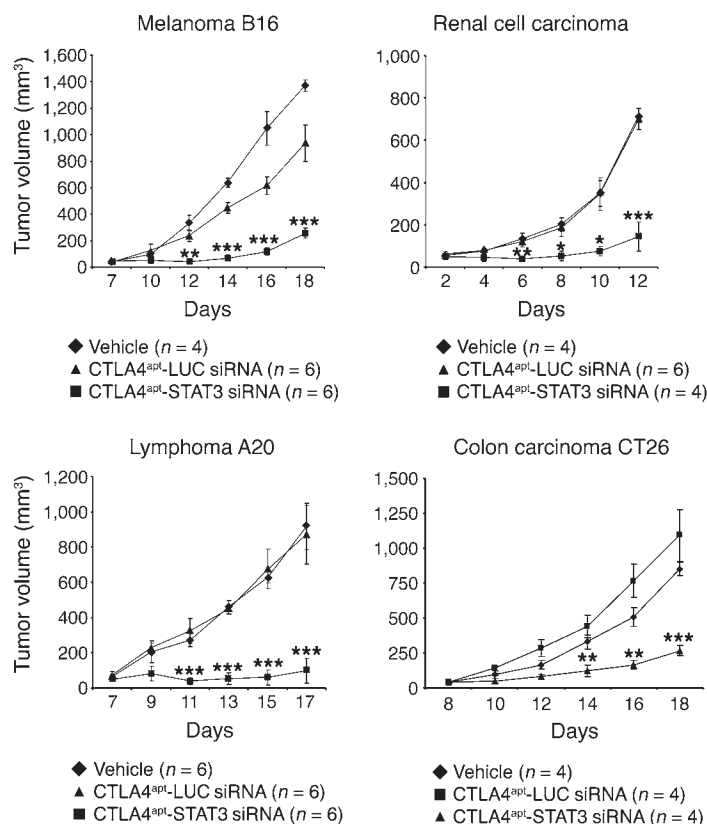 Melanoma B16
Tumor volume (mm³)
1,600
1,400
1,200
1,000
800
600
400
200
0
** *** *** ***
7 9 12 14 16 18
Days
Vehicle (n = 4)
CTLA4apt-LUC siRNA (n = 6)
CTLA4apt-STAT3 siRNA (n = 6)
Renal cell carcinoma
1,000
800
600
400
200
0
** * * ***
2 4 6 8 10 12
Days
Vehicle (n = 4)
CTLA4apt-LUC siRNA (n = 6)
CTLA4apt-STAT3 siRNA (n = 4)
Lymphoma A20
Tumor volume (mm³)
1,200
1,000
800
600
400
200
0
*** *** *** ***
7 9 11 13 15 17
Days
Vehicle (n = 6)
CTLA4apt-LUC siRNA (n = 6)
CTLA4apt-STAT3 siRNA (n = 6)
Colon carcinoma CT26
1,500
1,250
1,000
750
500
250
0
** ** ***
8 10 12 14 16 18
Days
Vehicle (n = 4)
CTLA4apt-LUC siRNA (n = 4)
CTLA4apt-STAT3 siRNA (n = 4)